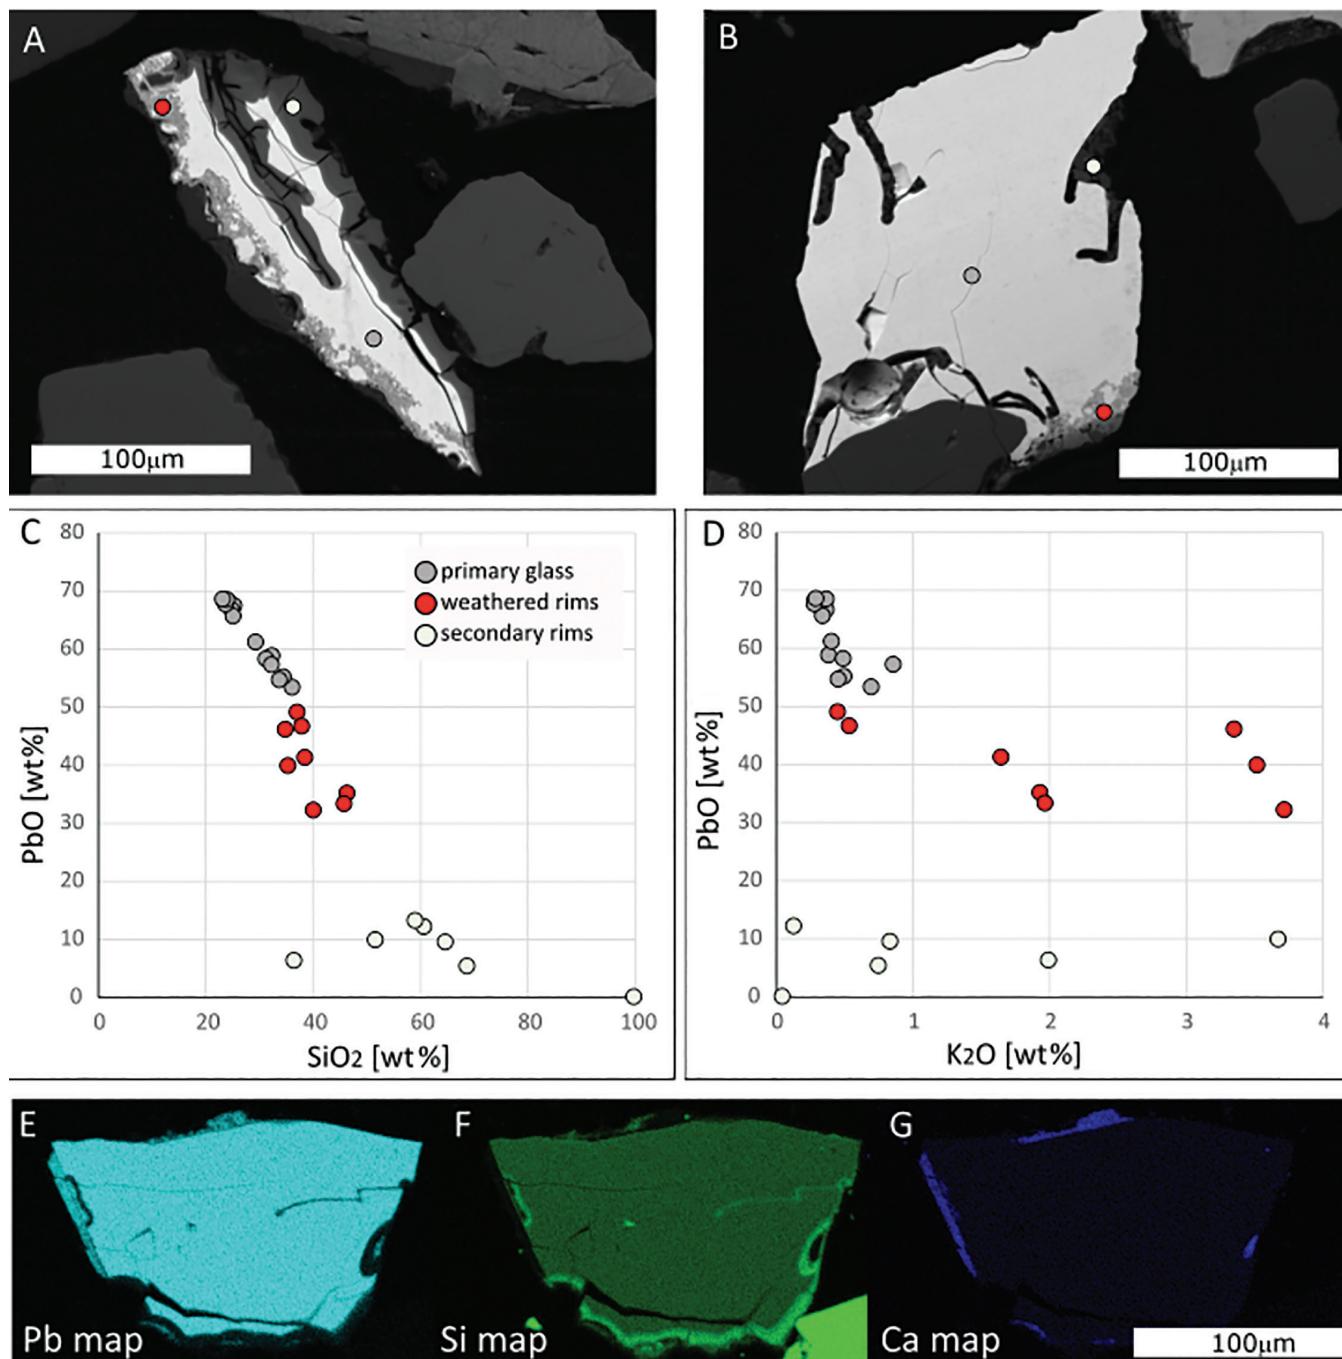 A
B
100μm
100μm
C
D
80
70
60
50
40
30
20
10
0
PbO [wt%]
primary glass
weathered rims
secondary rims
0
20
40
60
80
100
SiO2 [wt%]
80
70
60
50
40
30
20
10
0
PbO [wt%]
0
1
2
3
4
K2O [wt%]
E
F
G
Pb map
Si map
Ca map
100μm